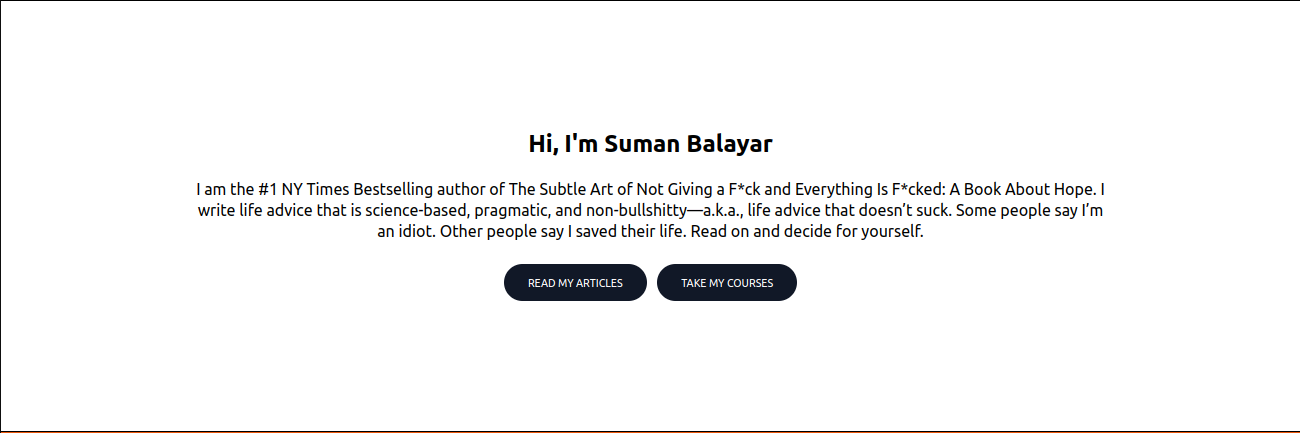 Hi, I'm Suman Balayar
I am the #1 NY Times Bestselling author of The Subtle Art of Not Giving a F*ck and Everything Is F*cked: A Book About Hope. I
write life advice that is science-based, pragmatic, and non-bullshitty—a.k.a., life advice that doesn’t suck. Some people say I’m
an idiot. Other people say I saved their life. Read on and decide for yourself.
READ MY ARTICLES TAKE MY COURSES